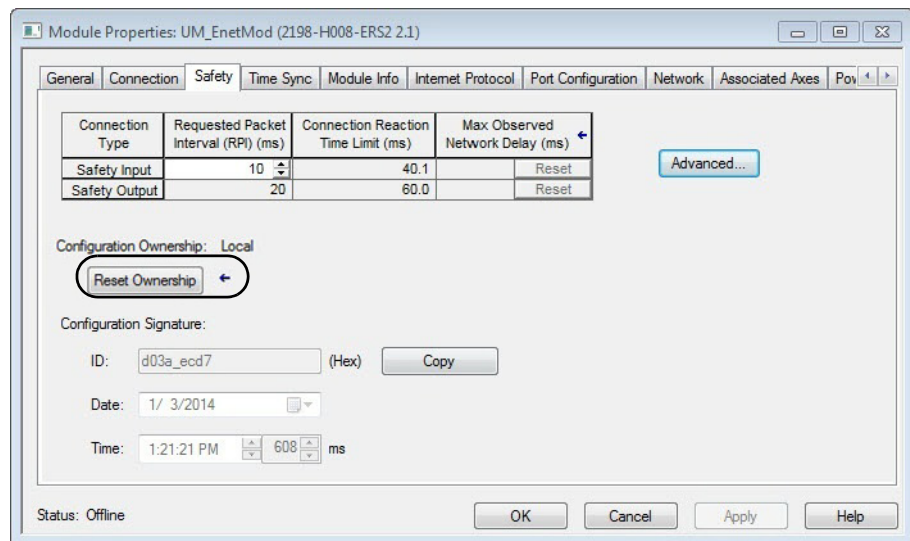 Module Properties: UM_EnetMod (2198-H008-ERS2 2.1)
General Connection Safety Time Sync Module Info Internet Protocol Port Configuration Network Associated Axes
Connection Type Requested Packet Interval (RPI) (ms) Connection Reaction Time Limit (ms) Max Observed Network Delay (ms)
Safety Input 10 40.1 Reset
Safety Output 20 60.0 Reset
Advanced...
Configuration Ownership: Local
Reset Ownership
Configuration Signature:
ID: d03a_ecd7 (Hex) Copy
Date: 1/ 3/2014
Time: 1:21:21 PM 608 ms
Status: Offline OK Cancel Apply Help